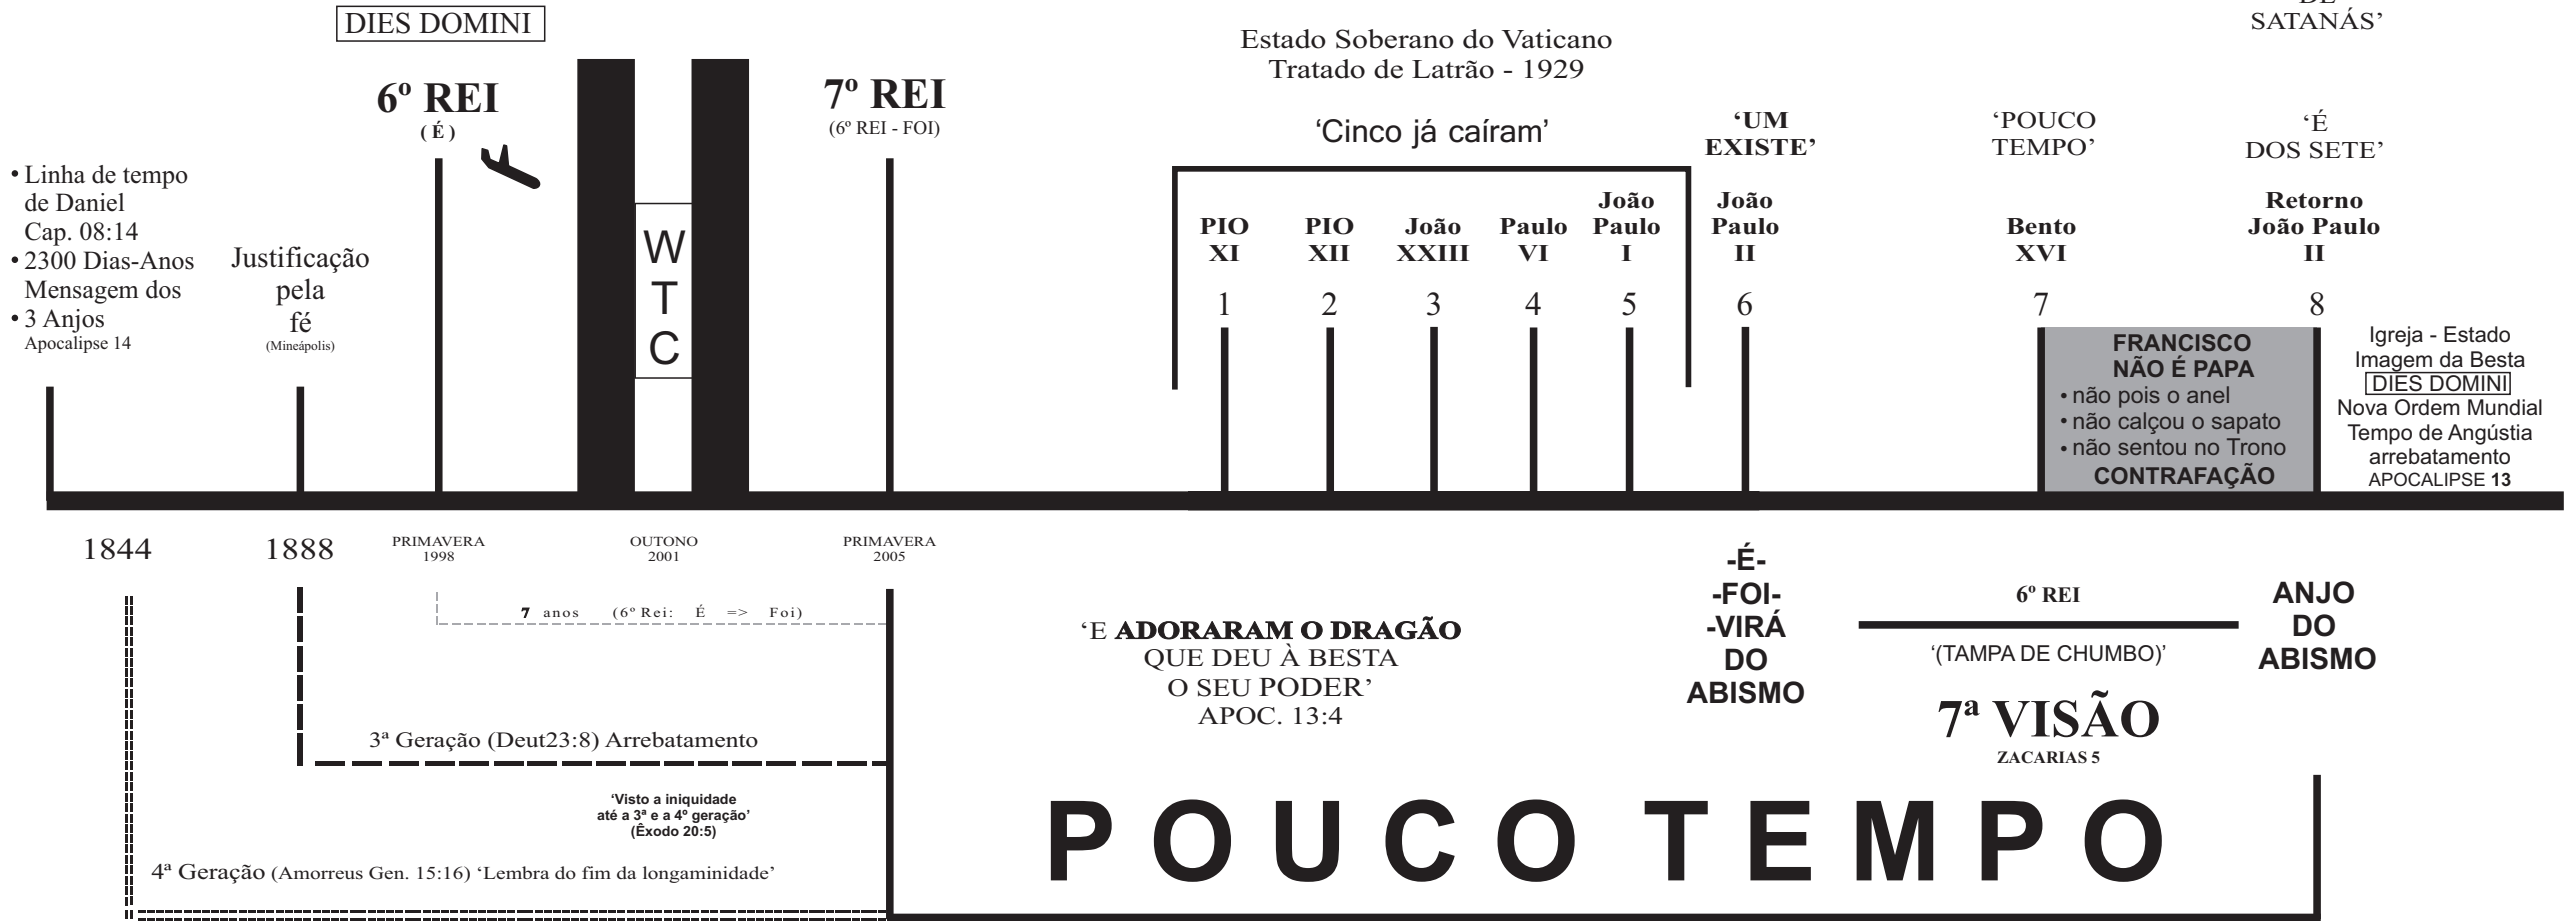 DIES DOMINI
6º REI
( É )
• Linha de tempo
de Daniel
Cap. 08:14
• 2300 Dias-Anos
Mensagem dos
• 3 Anjos
Apocalipse 14
Justificação
pela
fé
(Mineápolis)
W
T
C
7º REI
(6º REI - FOI)
Estado Soberano do Vaticano
Tratado de Latrão - 1929
‘Cinco já caíram’
PIO
XI
1
PIO
XII
2
João
XXIII
3
Paulo
VI
4
João
Paulo
I
5
‘UM
EXISTE’
João
Paulo
II
6
‘POUCO
TEMPO’
Bento
XVI
7
DE
SATANÁS’
‘É
DOS SETE’
Retorno
João Paulo
II
8
FRANCISCO
NÃO É PAPA
• não pois o anel
• não calçou o sapato
• não sentou no Trono
CONTRAFAÇÃO
Igreja - Estado
Imagem da Besta
DIES DOMINI
Nova Ordem Mundial
Tempo de Angústia
arrebatamento
APOCALIPSE 13
1844
1888
PRIMAVERA
1998
OUTONO
2001
PRIMAVERA
2005
7 anos (6º Rei: É => Foi)
3ª Geração (Deut23:8) Arrebatamento
‘Visto a iniquidade
até a 3ª e a 4º geração’
(Êxodo 20:5)
4ª Geração (Amorreus Gen. 15:16) ‘Lembra do fim da longaminidade’
‘E ADORARAM O DRAGÃO
QUE DEU À BESTA
O SEU PODER’
APOC. 13:4
-É-
-FOI-
-VIRÁ
DO
ABISMO
6º REI
‘(TAMPA DE CHUMBO)’
7ª VISÃO
ZACARIAS 5
ANJO
DO
ABISMO
POUCO TEMPO